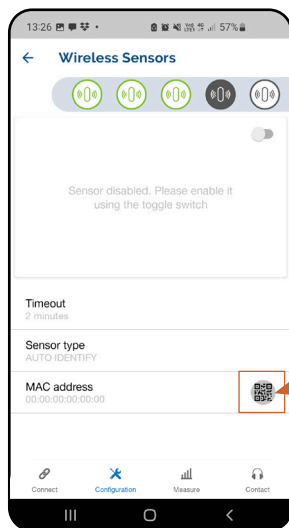 13:26
57%
Wireless Sensors
Sensor disabled. Please enable it
using the toggle switch
Timeout
2 minutes
Sensor type
AUTO IDENTIFY
MAC address
00:00:00:00:00:00
Connect Configuration Measure Contact